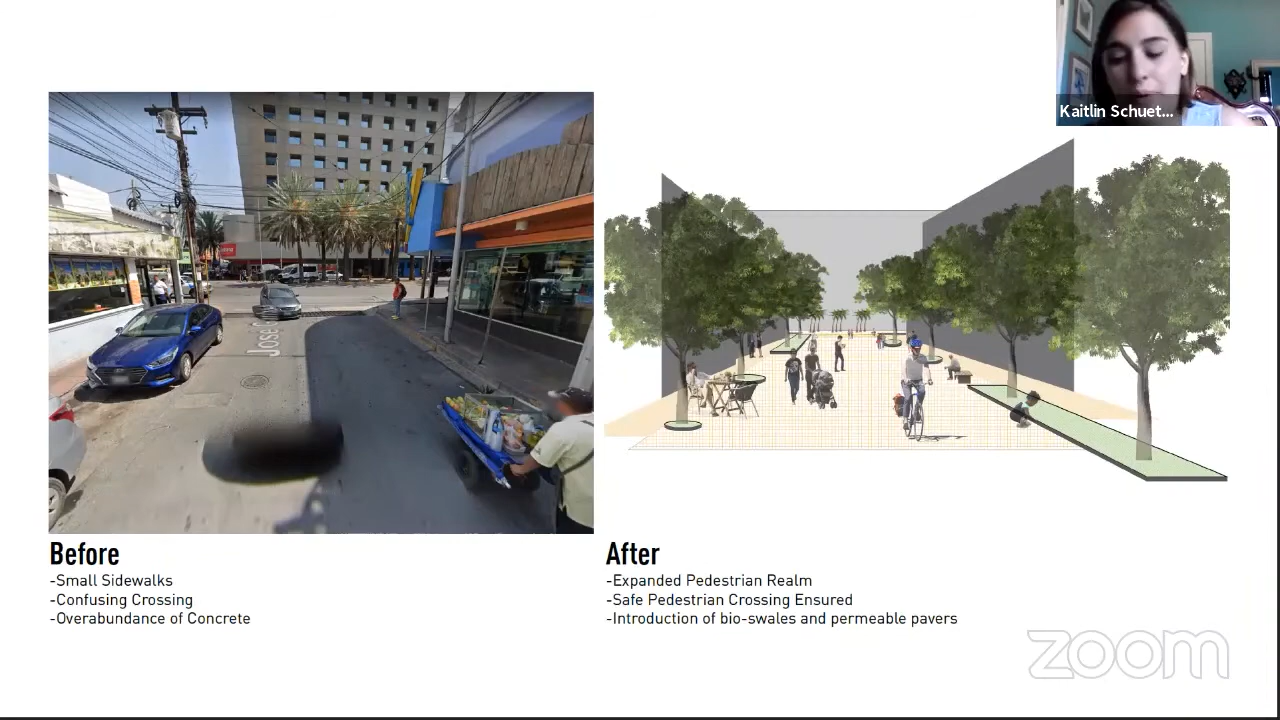 Kaitlin Schuet...
José
Before
-Small Sidewalks
-Confusing Crossing
-Overabundance of Concrete
After
-Expanded Pedestrian Realm
-Safe Pedestrian Crossing Ensured
-Introduction of bio-swales and permeable pavers
zoom